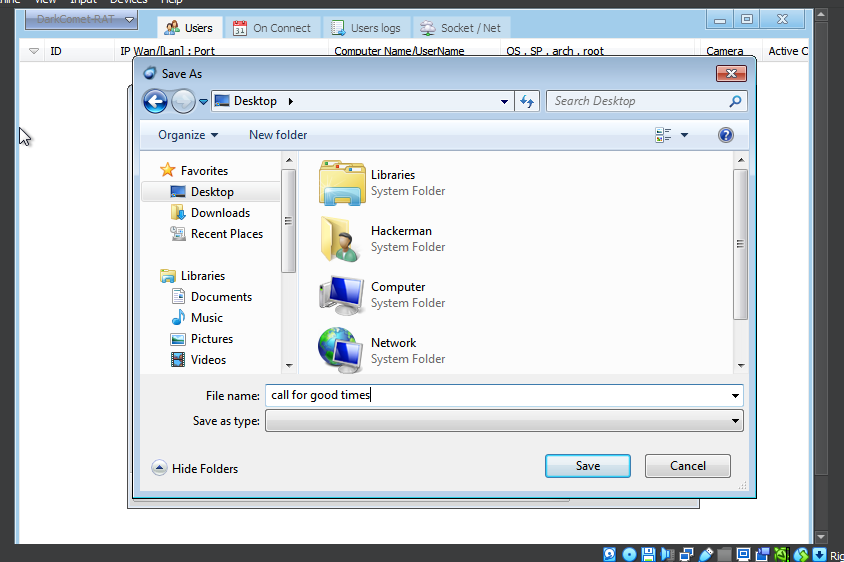 View Input Devices Help
DarkComet RAT Users On Connect Users logs Socket / Net
ID IP Wan/[Lan] : Port Computer Name/UserName OS , SP , arch , root Camera Active C
Save As
Desktop Search Desktop
Organize New folder
Favorites
Desktop
Downloads
Recent Places
Libraries
Documents
Music
Pictures
Videos
Libraries
System Folder
Hackerman
System Folder
Computer
System Folder
Network
System Folder
File name: call for good times
Save as type:
Hide Folders Save Cancel
Rig